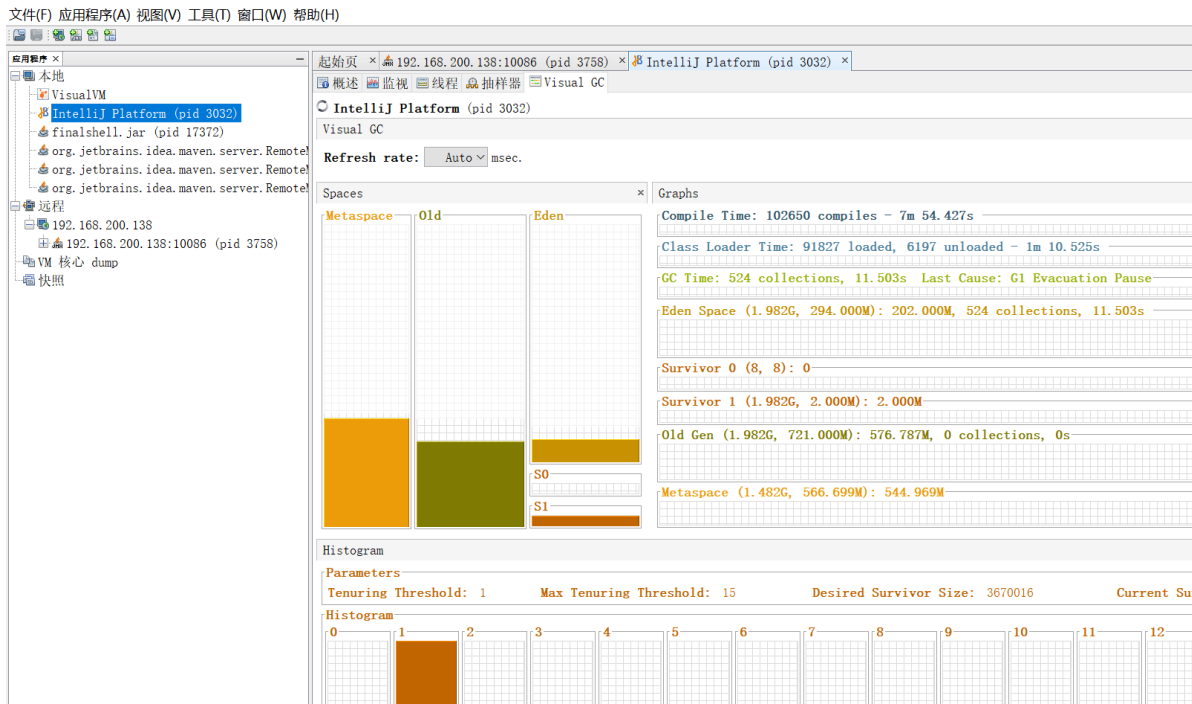 文件(F) 应用程序(A) 视图(V) 工具(T) 窗口(W) 帮助(H)
应用程序 ×
本地
VisualVM
IntelliJ Platform (pid 3032)
finalshell.jar (pid 17372)
org.jetbrains.idea.maven.server.RemoteM
org.jetbrains.idea.maven.server.RemoteM
org.jetbrains.idea.maven.server.RemoteM
远程
192.168.200.138
192.168.200.138:10086 (pid 3758)
VM 核心 dump
快照
起始页 × 192.168.200.138:10086 (pid 3758) × IntelliJ Platform (pid 3032) ×
概述 监视 线程 抽样器 Visual GC
IntelliJ Platform (pid 3032)
Visual GC
Refresh rate: Auto msec.
Spaces ×
Metaspace Old Eden
S0
S1
Graphs
Compile Time: 102650 compiles - 7m 54.427s
Class Loader Time: 91827 loaded, 6197 unloaded - 1m 10.525s
GC Time: 524 collections, 11.503s Last Cause: G1 Evacuation Pause
Eden Space (1.982G, 294.000M): 202.000M, 524 collections, 11.503s
Survivor 0 (8, 8): 0
Survivor 1 (1.982G, 2.000M): 2.000M
Old Gen (1.982G, 721.000M): 576.787M, 0 collections, 0s
Metaspace (1.482G, 566.699M): 544.969M
Histogram
Parameters
Tenuring Threshold: 1 Max Tenuring Threshold: 15 Desired Survivor Size: 3670016 Current Su
Histogram
0 1 2 3 4 5 6 7 8 9 10 11 12